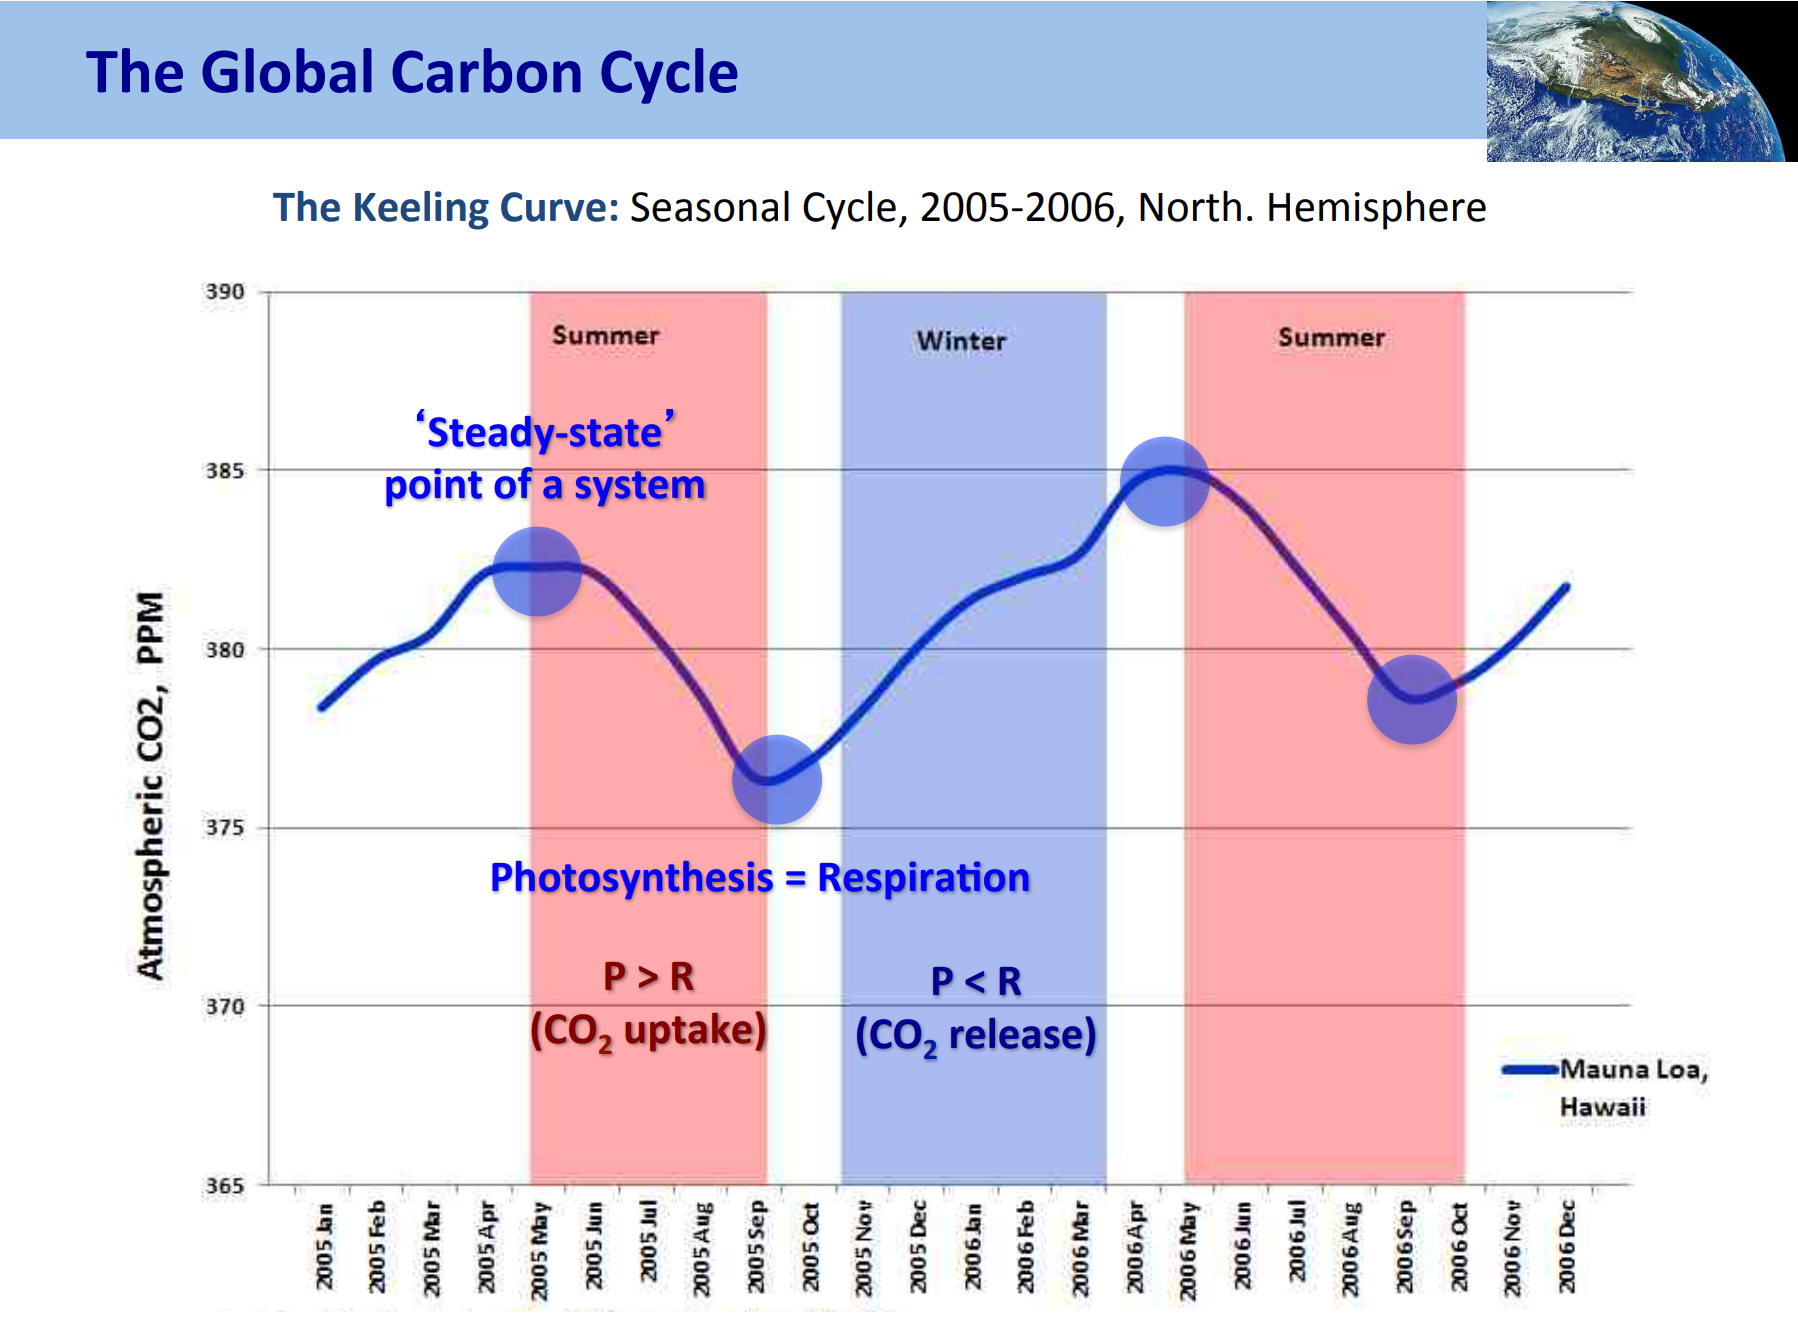 The Global Carbon Cycle
The Keeling Curve: Seasonal Cycle, 2005-2006, North. Hemisphere
390
Summer
Winter
Summer
‘Steady-state’
point of a system
385
380
375
370
365
Atmospheric CO2, PPM
Photosynthesis = Respiration
P > R
(CO₂ uptake)
P < R
(CO₂ release)
Mauna Loa,
Hawaii
2005 Jan
2005 Feb
2005 Mar
2005 Apr
2005 May
2005 Jun
2005 Jul
2005 Aug
2005 Sep
2005 Oct
2005 Nov
2005 Dec
2006 Jan
2006 Feb
2006 Mar
2006 Apr
2006 May
2006 Jun
2006 Jul
2006 Aug
2006 Sep
2006 Oct
2006 Nov
2006 Dec